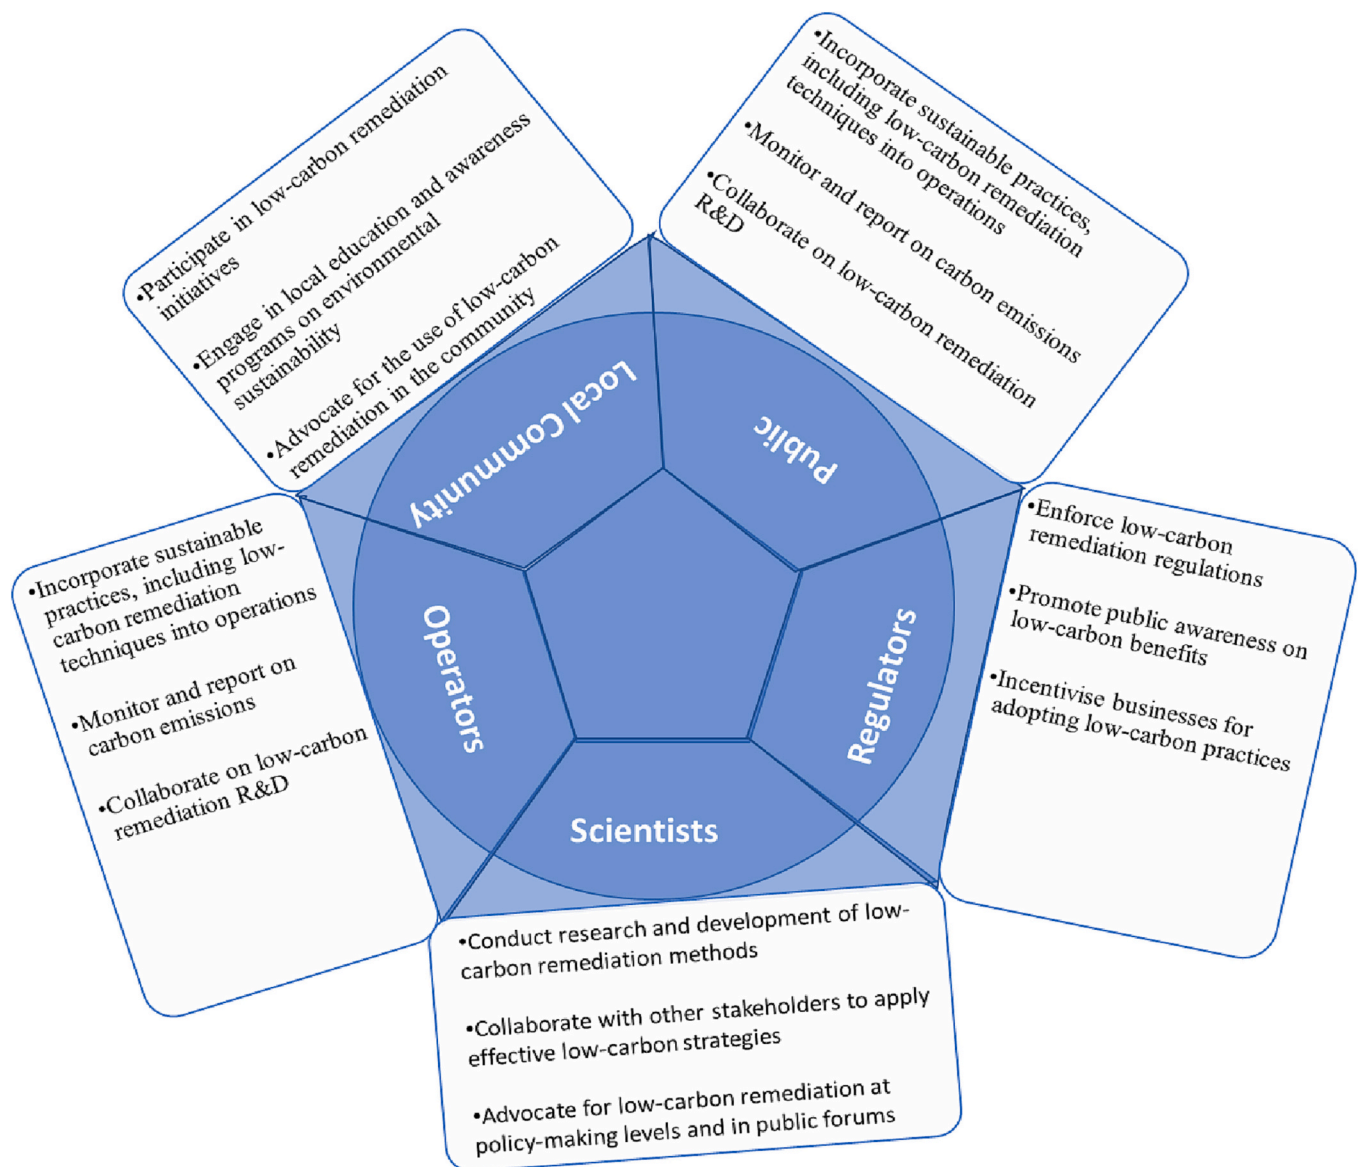 •Participate in low-carbon remediation
initiatives
•Engage in local education and awareness
programs on environmental
sustainability
•Advocate for the use of low-carbon
remediation in the community
•Incorporate sustainable practices,
including low-carbon remediation
techniques into operations
•Monitor and report on carbon emissions
•Collaborate on low-carbon remediation
R&D
Local Community
Public
•Incorporate sustainable
practices, including low-
carbon remediation
techniques into operations
•Monitor and report on
carbon emissions
•Collaborate on low-carbon
remediation R&D
Operators
Regulators
•Enforce low-carbon
remediation regulations
•Promote public awareness on
low-carbon benefits
•Incentivise businesses for
adopting low-carbon practices
Scientists
•Conduct research and development of low-
carbon remediation methods
•Collaborate with other stakeholders to apply
effective low-carbon strategies
•Advocate for low-carbon remediation at
policy-making levels and in public forums